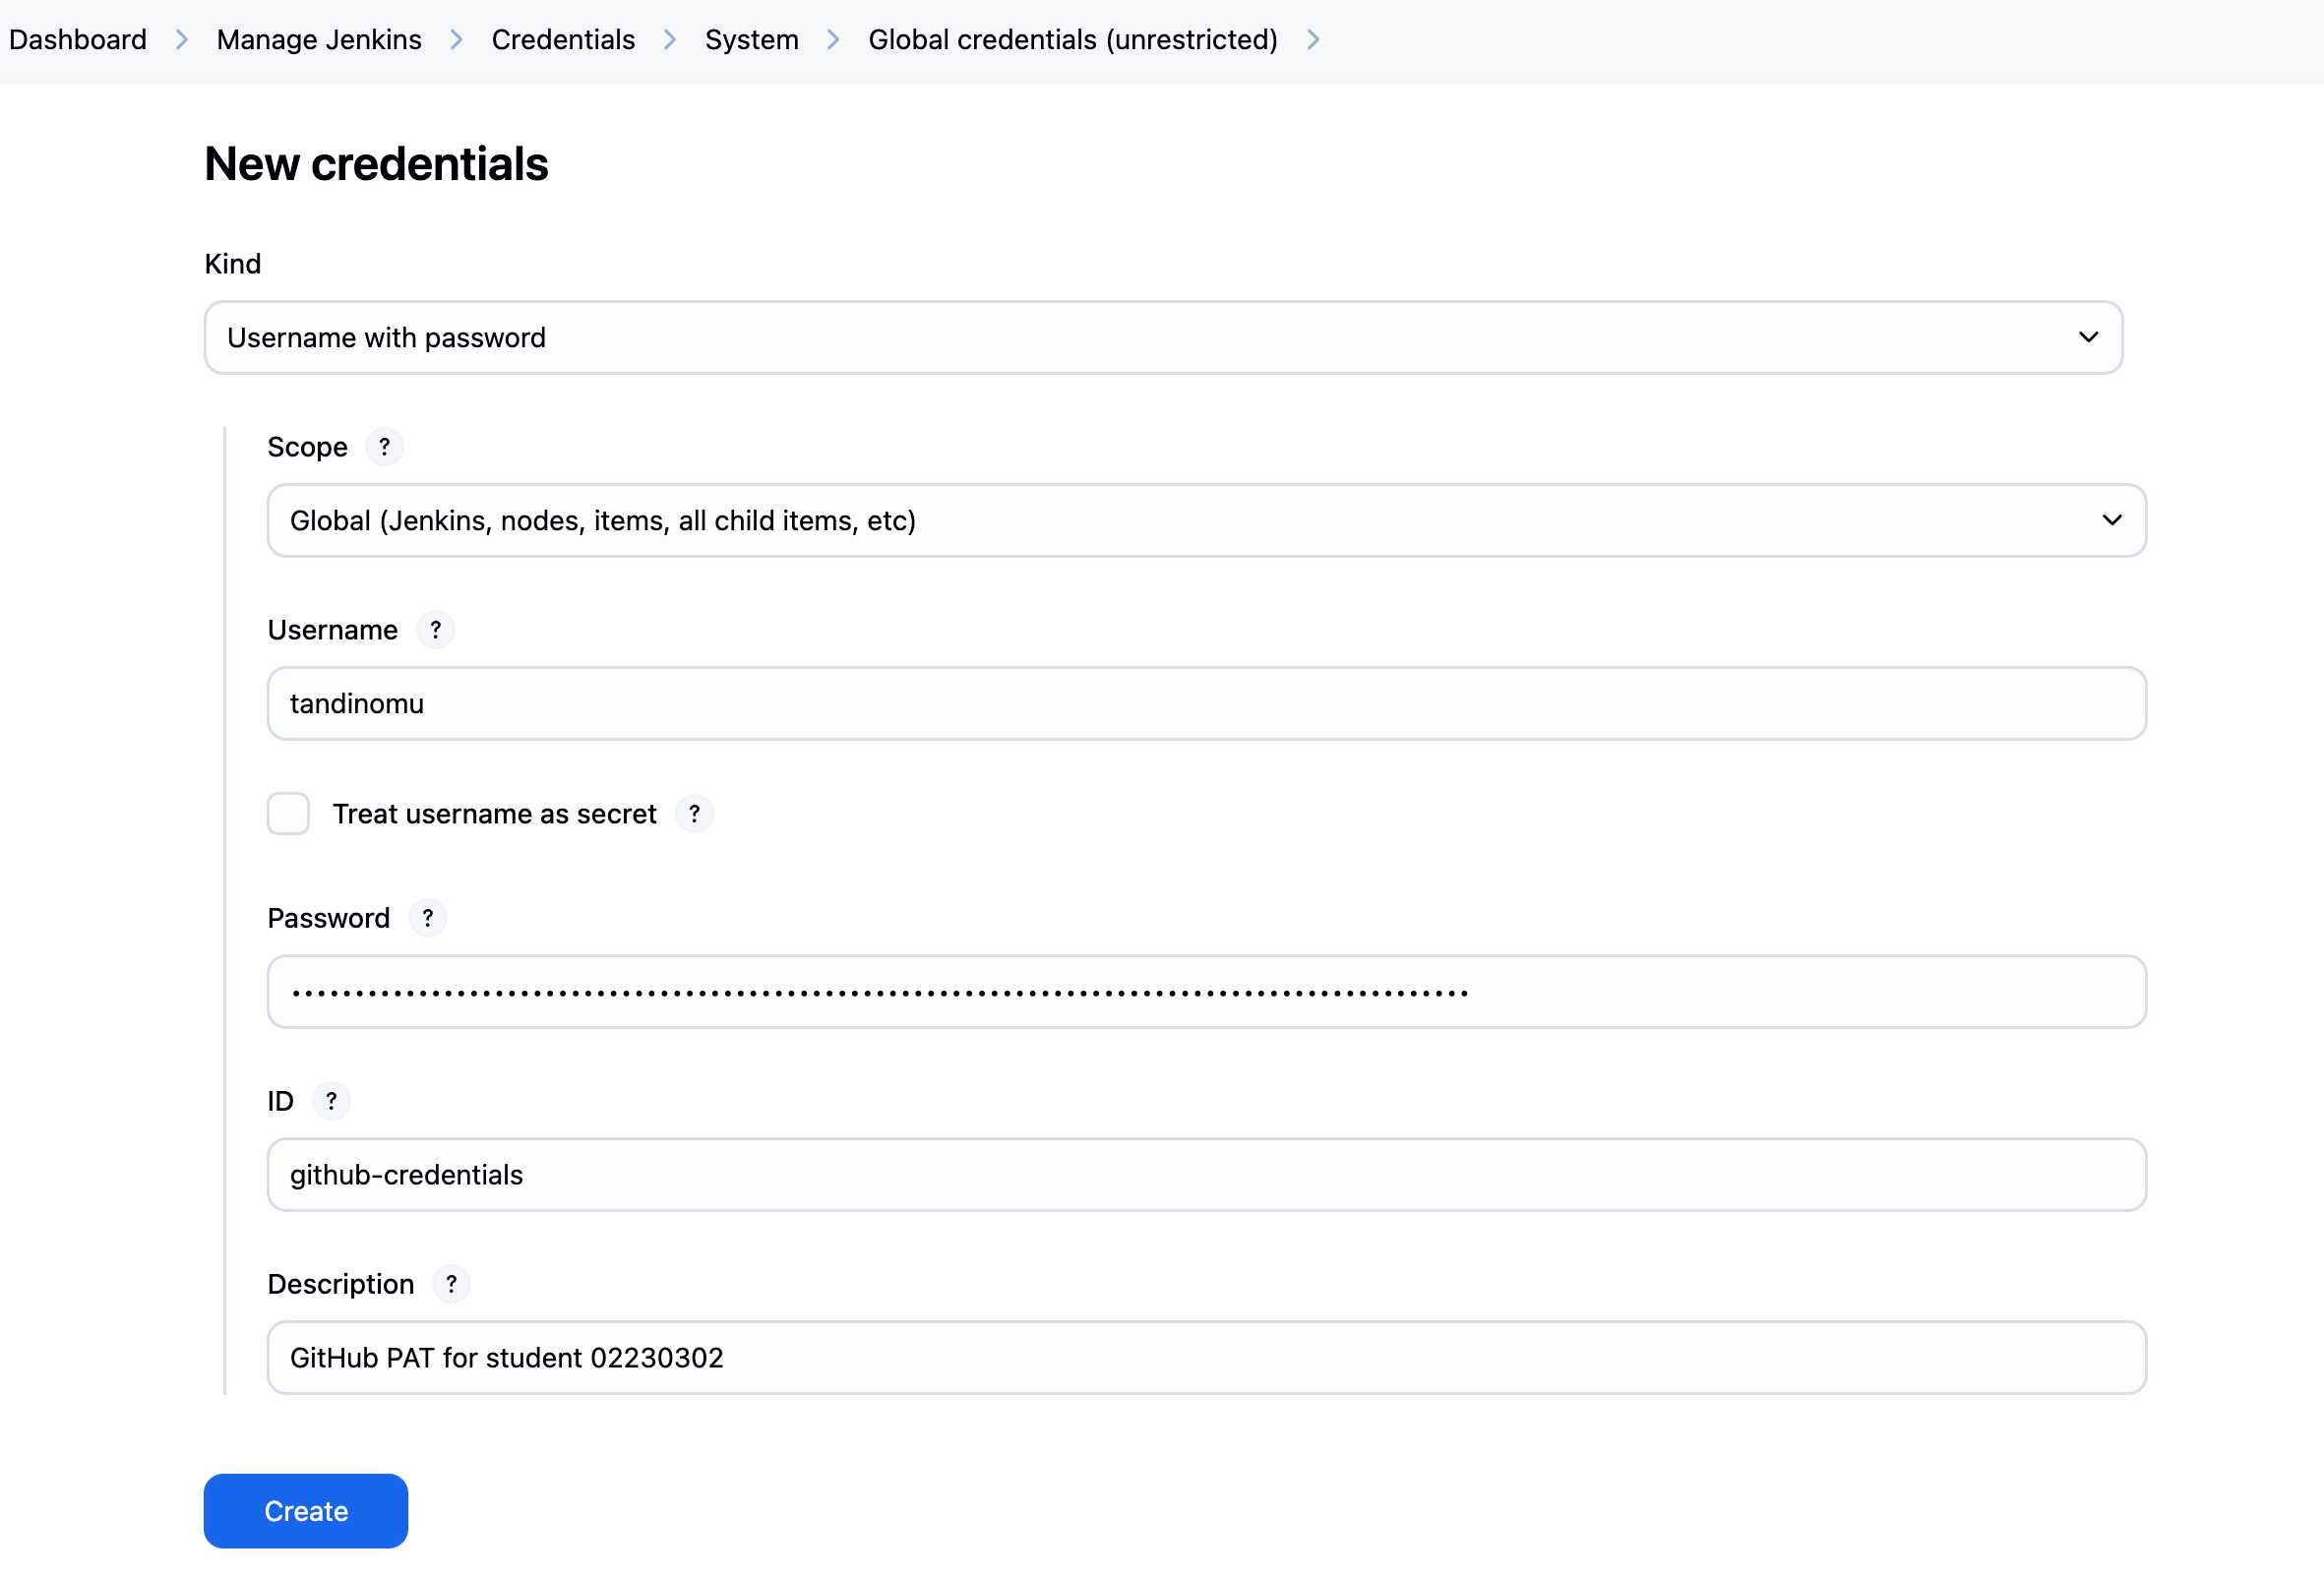 Dashboard > Manage Jenkins > Credentials > System > Global credentials (unrestricted) >
New credentials
Kind
Username with password
Scope ?
Global (Jenkins, nodes, items, all child items, etc)
Username ?
tandinomu
Treat username as secret ?
Password ?
ID ?
github-credentials
Description ?
GitHub PAT for student 02230302
Create